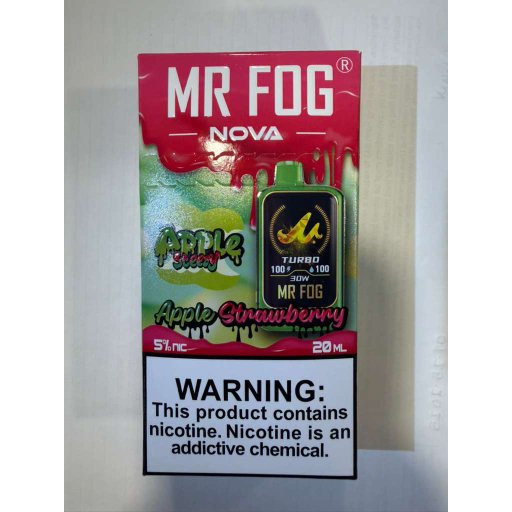 MR FOG®
NOVA
APPLE
TURBO
100 100
30W
MR FOG
Apple Strawberry
5% NIC
20 ML
WARNING:
This product contains
nicotine. Nicotine is an
addictive chemical.